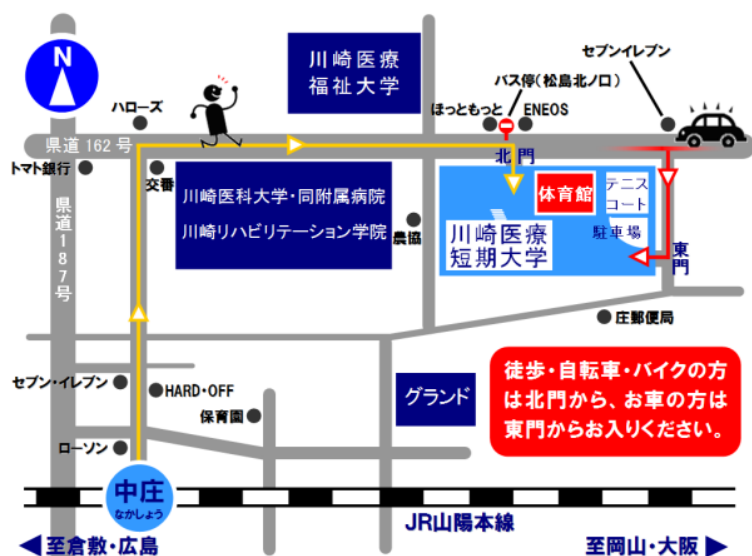 N
川崎医療
福祉大学
セブンイレブン
バス停(松島北ノ口)
ハローズ
ほっともっと
ENEOS
県道162号
北門
トマト銀行
交番
川崎医科大学・同附属病院
川崎リハビリテーション学院
農協
体育館
テニス
コート
川崎医療
短期大学
駐車場
東門
県道187号
庄郵便局
セブン・イレブン
HARD・OFF
保育園
グランド
ローソン
徒歩・自転車・バイクの方
は北門から、お車の方は
東門からお入りください。
中庄
なかしょう
JR山陽本線
至倉敷・広島
至岡山・大阪